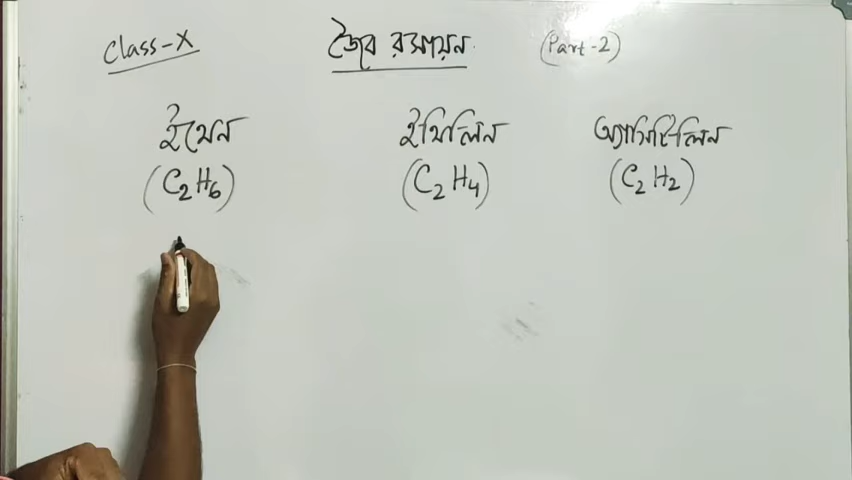 Class-X জৈব রসায়ন (Part-2)
ইথেন ইথিলিন অ্যাসিটিলিন
(C₂H₆) (C₂H₄) (C₂H₂)